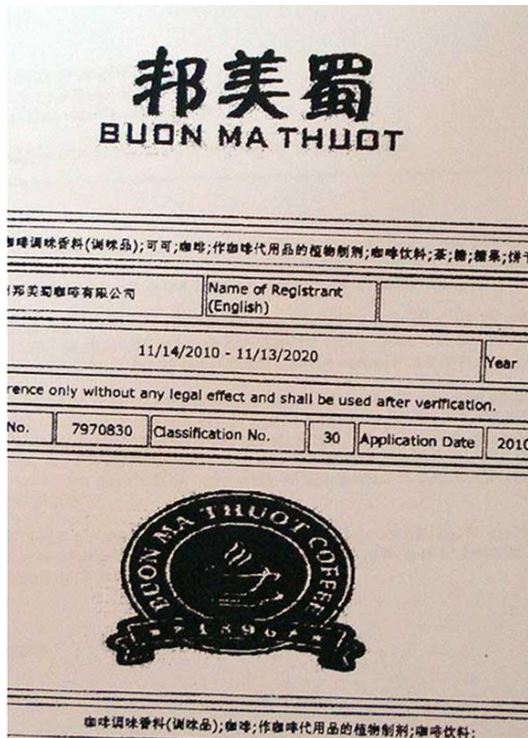 邦美蜀
BUON MA THUOT
咖啡调味香料(调味品);可可;咖啡;作咖啡代用品的植物制剂;咖啡饮料;茶;糖;糖果;饼干
州邦美蜀咖啡有限公司 Name of Registrant
(English)
11/14/2010 - 11/13/2020 Year
rence only without any legal effect and shall be used after verification.
No. 7970830 Classification No. 30 Application Date 2010
BUON MA THUOT COFFEE
1896
咖啡调味香料(调味品);咖啡;作咖啡代用品的植物制剂;咖啡饮料;